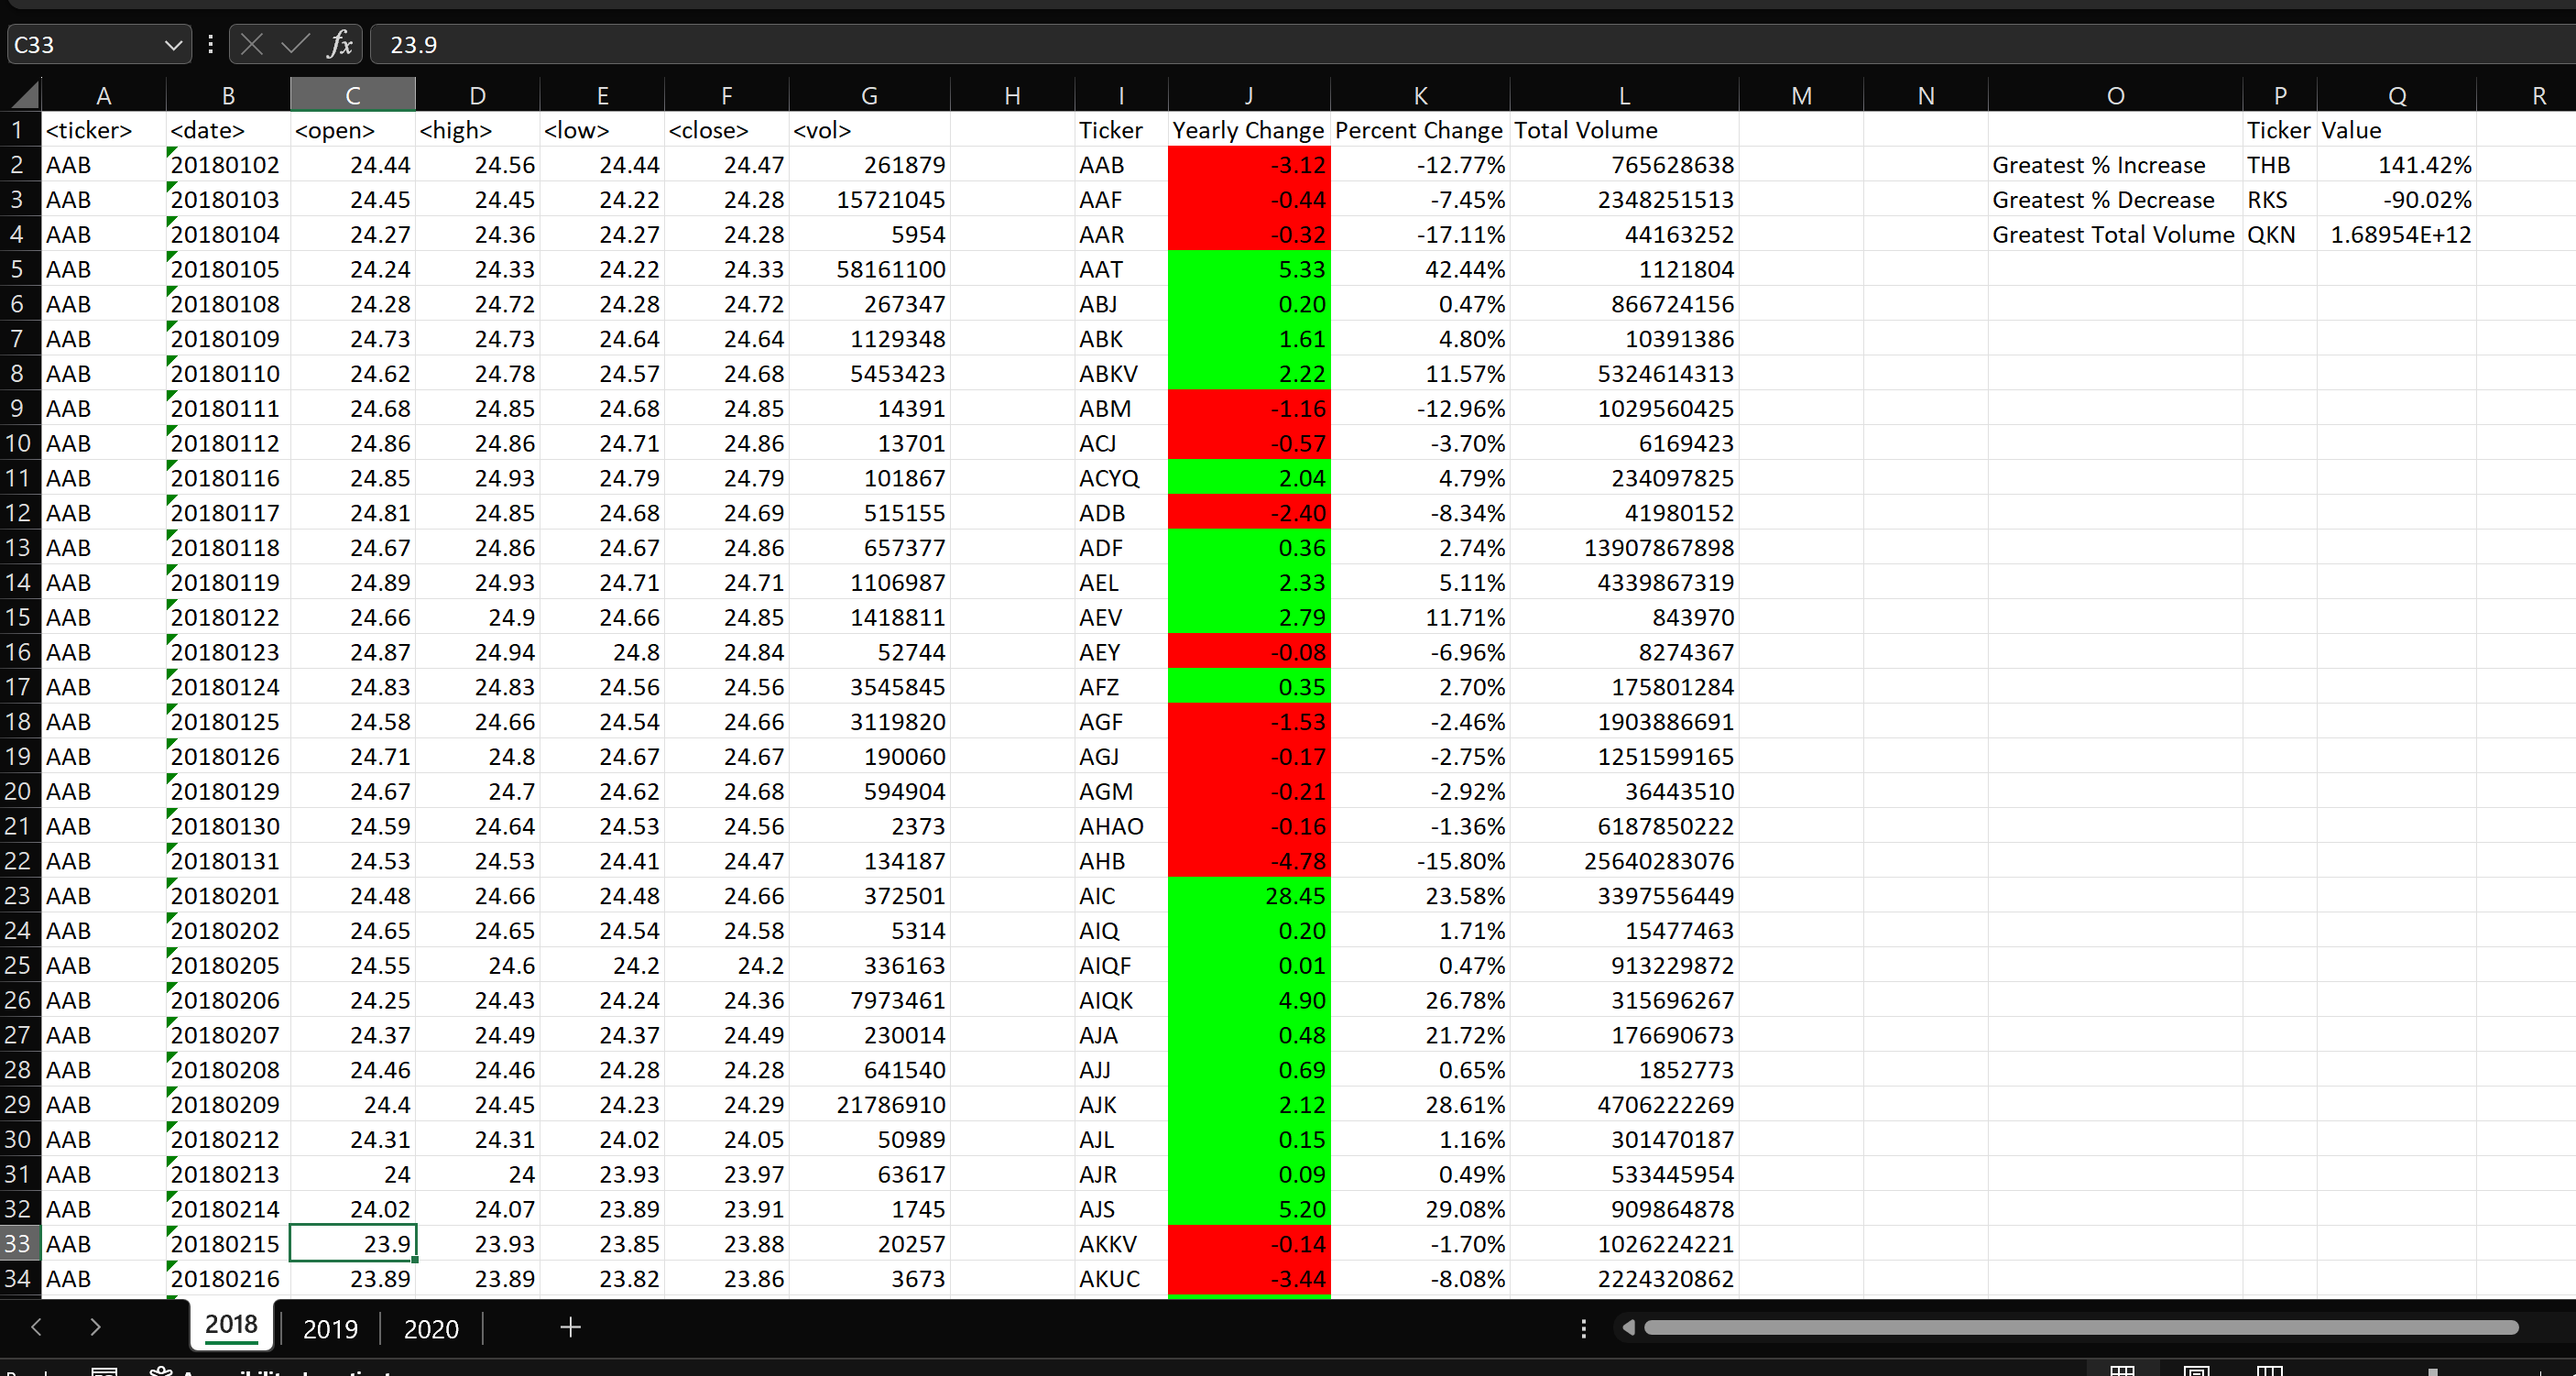 C33 fx 23.9
A B C D E F G H I J K L M N O P Q R
1 <ticker> <date> <open> <high> <low> <close> <vol> Ticker Yearly Change Percent Change Total Volume Ticker Value
2 AAB 20180102 24.44 24.56 24.44 24.47 261879 AAB -3.12 -12.77% 765628638 Greatest % Increase THB 141.42%
3 AAB 20180103 24.45 24.45 24.22 24.28 15721045 AAF -0.44 -7.45% 2348251513 Greatest % Decrease RKS -90.02%
4 AAB 20180104 24.27 24.36 24.27 24.28 5954 AAR -0.32 -17.11% 44163252 Greatest Total Volume QKN 1.68954E+12
5 AAB 20180105 24.24 24.33 24.22 24.33 58161100 AAT 5.33 42.44% 1121804
6 AAB 20180108 24.28 24.72 24.28 24.72 267347 ABJ 0.20 0.47% 866724156
7 AAB 20180109 24.73 24.73 24.64 24.64 1129348 ABK 1.61 4.80% 10391386
8 AAB 20180110 24.62 24.78 24.57 24.68 5453423 ABKV 2.22 11.57% 5324614313
9 AAB 20180111 24.68 24.85 24.68 24.85 14391 ABM -1.16 -12.96% 1029560425
10 AAB 20180112 24.86 24.86 24.71 24.86 13701 ACJ -0.57 -3.70% 6169423
11 AAB 20180116 24.85 24.93 24.79 24.79 101867 ACYQ 2.04 4.79% 234097825
12 AAB 20180117 24.81 24.85 24.68 24.69 515155 ADB -2.40 -8.34% 41980152
13 AAB 20180118 24.67 24.86 24.67 24.86 657377 ADF 0.36 2.74% 13907867898
14 AAB 20180119 24.89 24.93 24.71 24.71 1106987 AEL 2.33 5.11% 4339867319
15 AAB 20180122 24.66 24.9 24.66 24.85 1418811 AEV 2.79 11.71% 843970
16 AAB 20180123 24.87 24.94 24.8 24.84 52744 AEY -0.08 -6.96% 8274367
17 AAB 20180124 24.83 24.83 24.56 24.56 3545845 AFZ 0.35 2.70% 175801284
18 AAB 20180125 24.58 24.66 24.54 24.66 3119820 AGF -1.53 -2.46% 1903886691
19 AAB 20180126 24.71 24.8 24.67 24.67 190060 AGJ -0.17 -2.75% 1251599165
20 AAB 20180129 24.67 24.7 24.62 24.68 594904 AGM -0.21 -2.92% 36443510
21 AAB 20180130 24.59 24.64 24.53 24.56 2373 AHAO -0.16 -1.36% 6187850222
22 AAB 20180131 24.53 24.53 24.41 24.47 134187 AHB -4.78 -15.80% 25640283076
23 AAB 20180201 24.48 24.66 24.48 24.66 372501 AIC 28.45 23.58% 3397556449
24 AAB 20180202 24.65 24.65 24.54 24.58 5314 AIQ 0.20 1.71% 15477463
25 AAB 20180205 24.55 24.6 24.2 24.2 336163 AIQF 0.01 0.47% 913229872
26 AAB 20180206 24.25 24.43 24.24 24.36 7973461 AIQK 4.90 26.78% 315696267
27 AAB 20180207 24.37 24.49 24.37 24.49 230014 AJA 0.48 21.72% 176690673
28 AAB 20180208 24.46 24.46 24.28 24.28 641540 AJJ 0.69 0.65% 1852773
29 AAB 20180209 24.4 24.45 24.23 24.29 21786910 AJK 2.12 28.61% 4706222269
30 AAB 20180212 24.31 24.31 24.02 24.05 50989 AJL 0.15 1.16% 301470187
31 AAB 20180213 24 24 23.93 23.97 63617 AJR 0.09 0.49% 533445954
32 AAB 20180214 24.02 24.07 23.89 23.91 1745 AJS 5.20 29.08% 909864878
33 AAB 20180215 23.9 23.93 23.85 23.88 20257 AKKV -0.14 -1.70% 1026224221
34 AAB 20180216 23.89 23.89 23.82 23.86 3673 AKUC -3.44 -8.08% 2224320862
2018 2019 2020